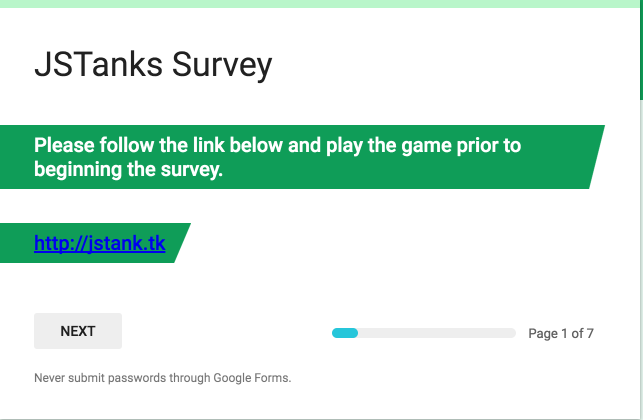 JSTanks Survey
Please follow the link below and play the game prior to
beginning the survey.
http://jstank.tk
NEXT
Page 1 of 7
Never submit passwords through Google Forms.